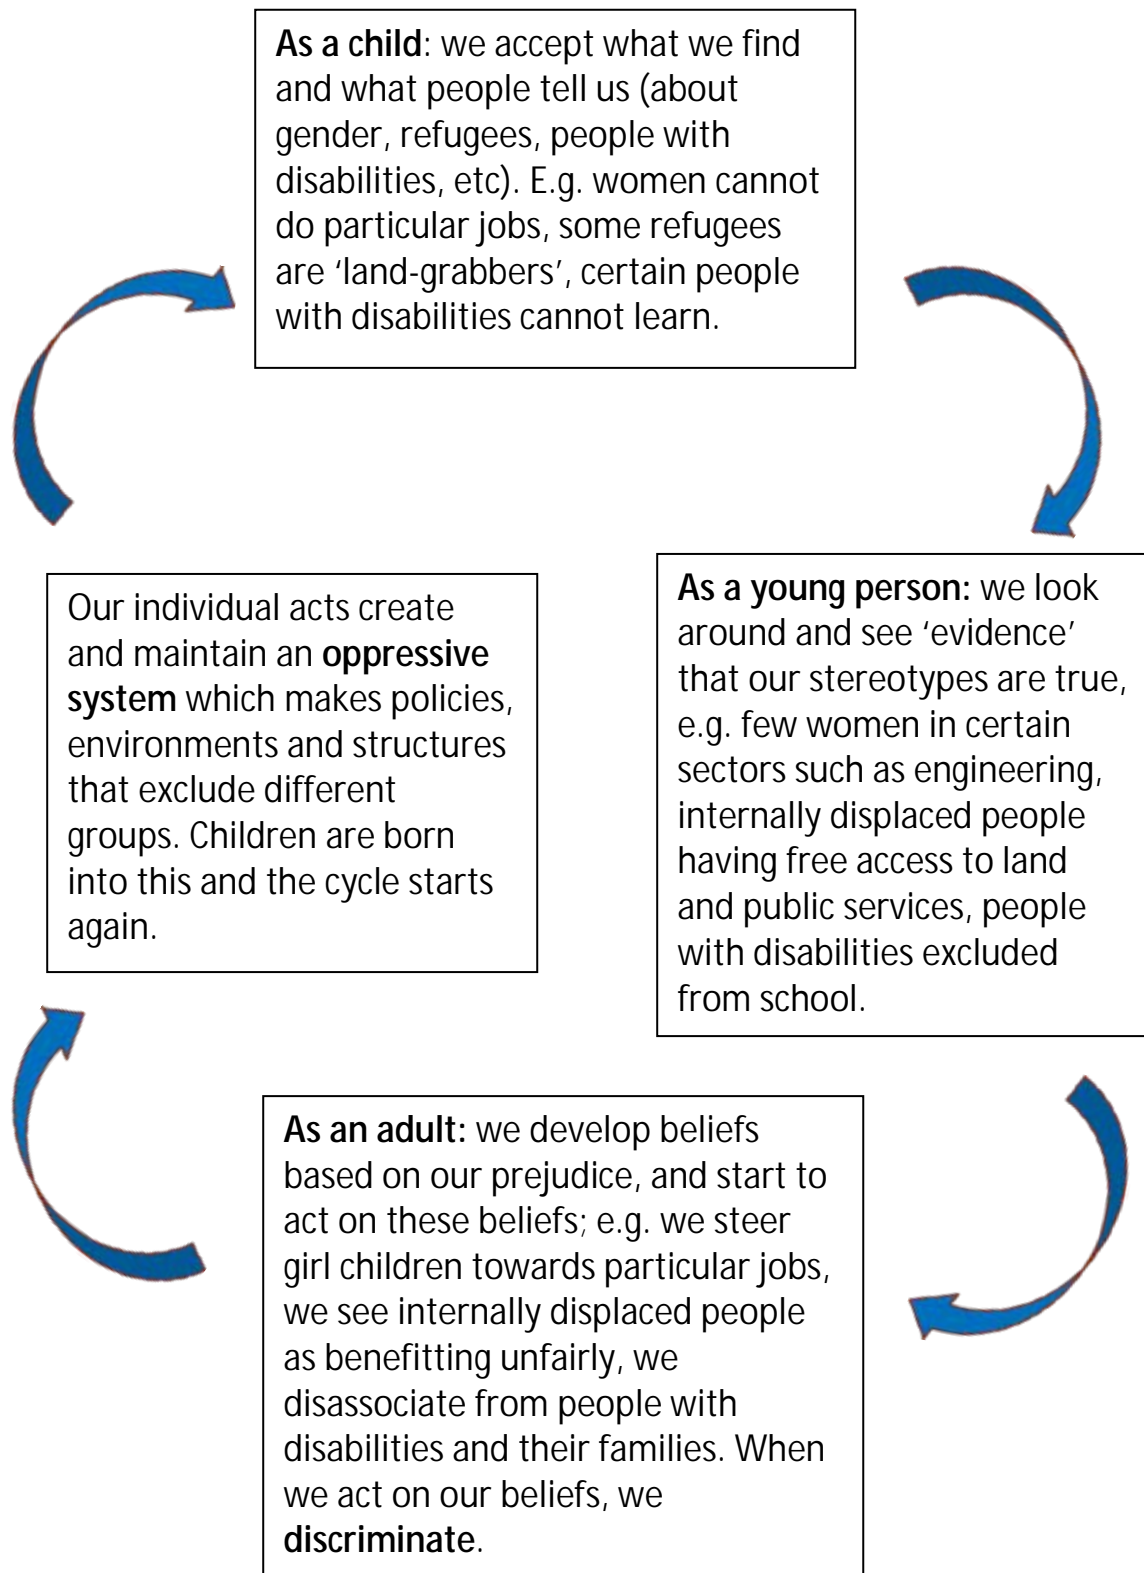 As a child: we accept what we find
and what people tell us (about
gender, refugees, people with
disabilities, etc). E.g. women cannot
do particular jobs, some refugees
are ‘land-grabbers’, certain people
with disabilities cannot learn.
As a young person: we look
around and see ‘evidence’
that our stereotypes are true,
e.g. few women in certain
sectors such as engineering,
internally displaced people
having free access to land
and public services, people
with disabilities excluded
from school.
As an adult: we develop beliefs
based on our prejudice, and start to
act on these beliefs; e.g. we steer
girl children towards particular jobs,
we see internally displaced people
as benefitting unfairly, we
disassociate from people with
disabilities and their families. When
we act on our beliefs, we
discriminate.
Our individual acts create
and maintain an oppressive
system which makes policies,
environments and structures
that exclude different
groups. Children are born
into this and the cycle starts
again.